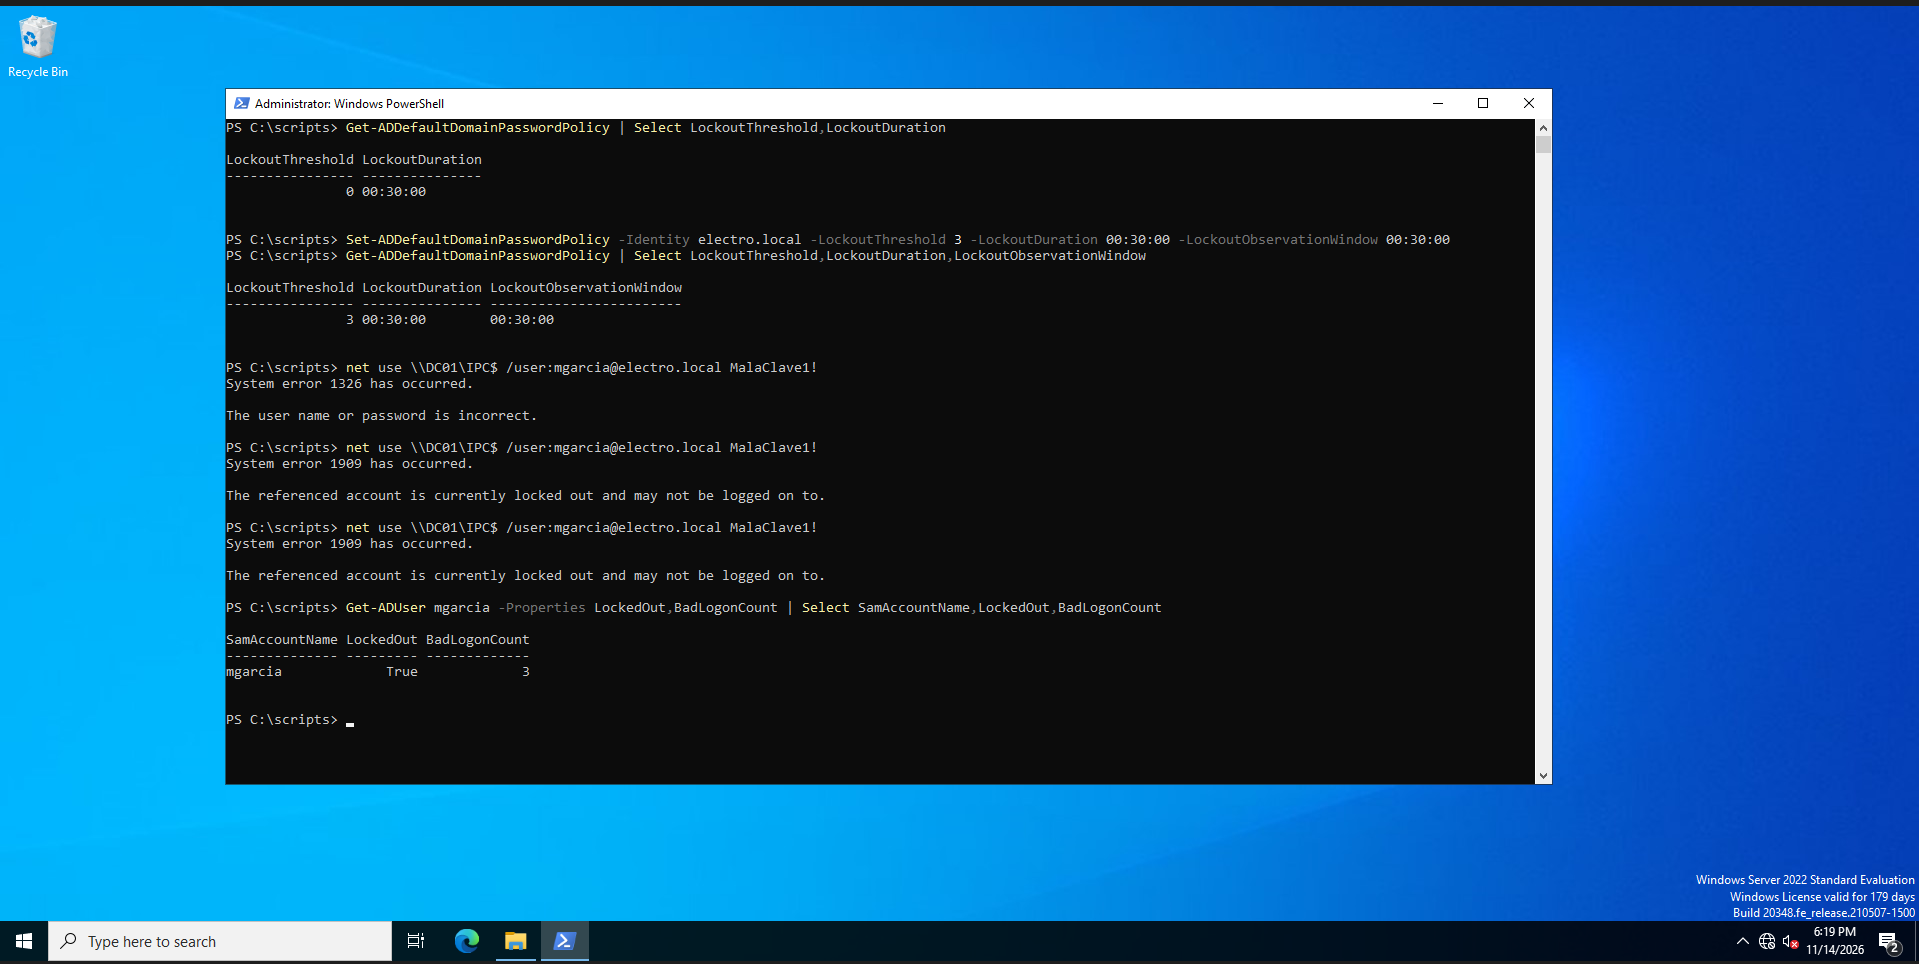 Recycle Bin
Administrator: Windows PowerShell
PS C:\scripts> Get-ADDefaultDomainPasswordPolicy | Select LockoutThreshold,LockoutDuration
LockoutThreshold LockoutDuration
---------------- ---------------
0 00:30:00
PS C:\scripts> Set-ADDefaultDomainPasswordPolicy -Identity electro.local -LockoutThreshold 3 -LockoutDuration 00:30:00 -LockoutObservationWindow 00:30:00
PS C:\scripts> Get-ADDefaultDomainPasswordPolicy | Select LockoutThreshold,LockoutDuration,LockoutObservationWindow
LockoutThreshold LockoutDuration LockoutObservationWindow
---------------- --------------- ------------------------
3 00:30:00        00:30:00
PS C:\scripts> net use \\DC01\IPC$ /user:mgarcia@electro.local MalaClave1!
System error 1326 has occurred.
The user name or password is incorrect.
PS C:\scripts> net use \\DC01\IPC$ /user:mgarcia@electro.local MalaClave1!
System error 1909 has occurred.
The referenced account is currently locked out and may not be logged on to.
PS C:\scripts> net use \\DC01\IPC$ /user:mgarcia@electro.local MalaClave1!
System error 1909 has occurred.
The referenced account is currently locked out and may not be logged on to.
PS C:\scripts> Get-ADUser mgarcia -Properties LockedOut,BadLogonCount | Select SamAccountName,LockedOut,BadLogonCount
SamAccountName LockedOut BadLogonCount
-------------- --------- -------------
mgarcia             True             3
PS C:\scripts>
Windows Server 2022 Standard Evaluation
Windows License valid for 179 days
Build 20348.fe_release.210507-1500
Type here to search
6:19 PM
11/14/2026
2